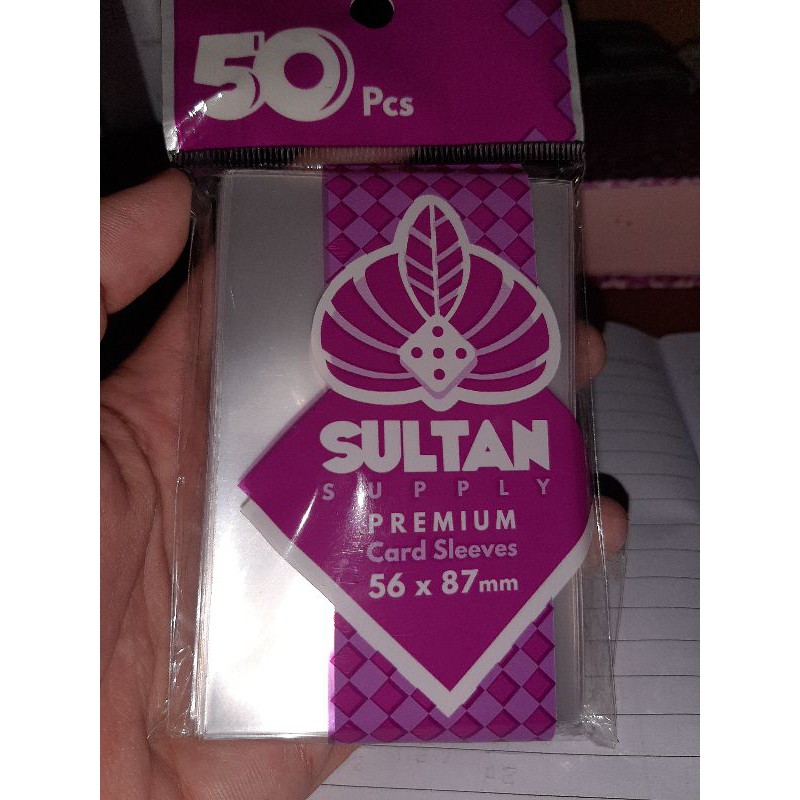 50 Pcs
SULTAN
SUPPLY
PREMIUM
Card Sleeves
56 x 87mm